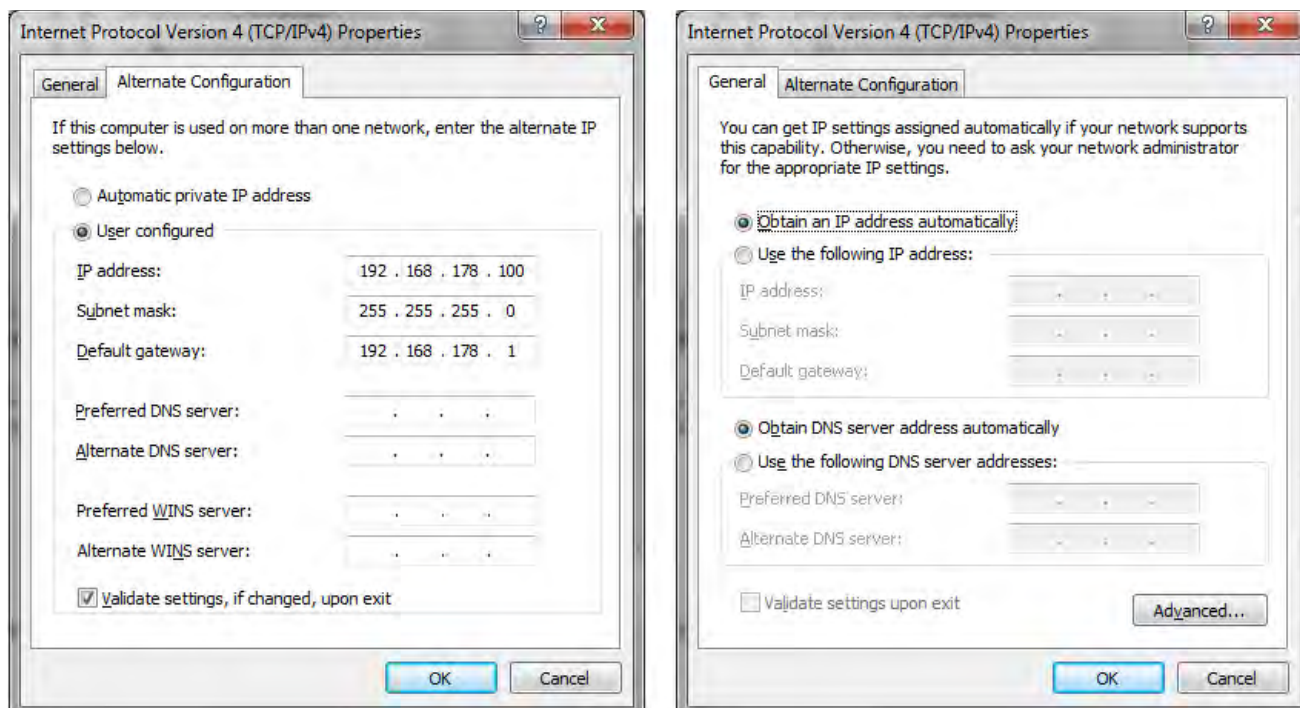 Internet Protocol Version 4 (TCP/IPv4) Properties
General
Alternate Configuration
If this computer is used on more than one network, enter the alternate IP
settings below.
Automatic private IP address
User configured
IP address: 192 . 168 . 178 . 100
Subnet mask: 255 . 255 . 255 . 0
Default gateway: 192 . 168 . 178 . 1
Preferred DNS server: . . .
Alternate DNS server: . . .
Preferred WINS server: . . .
Alternate WINS server: . . .
Validate settings, if changed, upon exit
OK
Cancel
Internet Protocol Version 4 (TCP/IPv4) Properties
General
Alternate Configuration
You can get IP settings assigned automatically if your network supports
this capability. Otherwise, you need to ask your network administrator
for the appropriate IP settings.
Obtain an IP address automatically
Use the following IP address:
IP address: . . .
Subnet mask: . . .
Default gateway: . . .
Obtain DNS server address automatically
Use the following DNS server addresses:
Preferred DNS server: . . .
Alternate DNS server: . . .
Validate settings upon exit
Advanced...
OK
Cancel